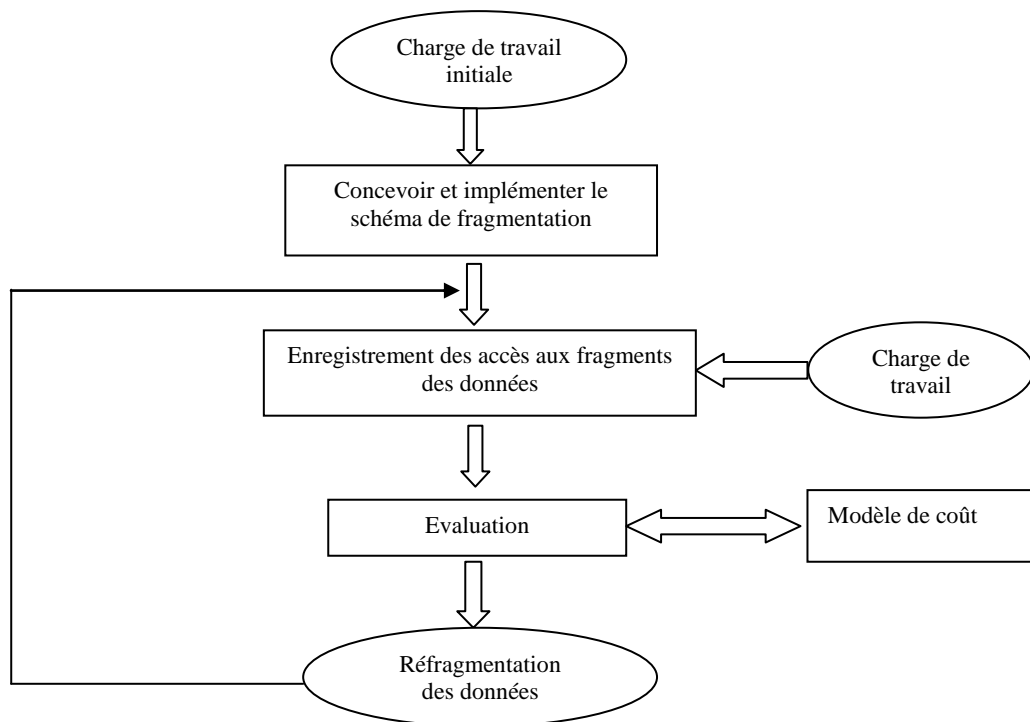 Charge de travail
initiale
Concevoir et implémenter le
schéma de fragmentation
Enregistrement des accès aux fragments
des données
Charge de
travail
Evaluation
Modèle de coût
Réfragmentation
des données